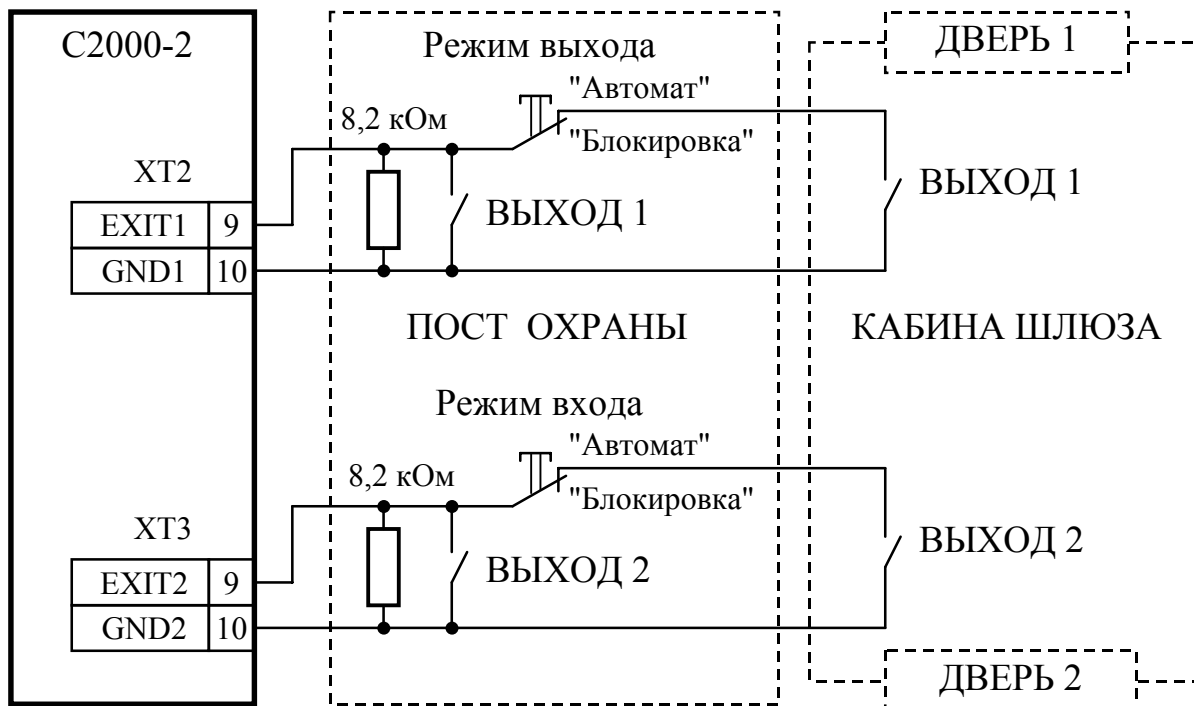 С2000-2
Режим выхода
ДВЕРЬ 1
"Автомат"
8,2 кОм
"Блокировка"
XT2
ВЫХОД 1
ВЫХОД 1
EXIT1 9
GND1 10
ПОСТ ОХРАНЫ
КАБИНА ШЛЮЗА
Режим входа
"Автомат"
8,2 кОм
"Блокировка"
XT3
ВЫХОД 2
ВЫХОД 2
EXIT2 9
GND2 10
ДВЕРЬ 2